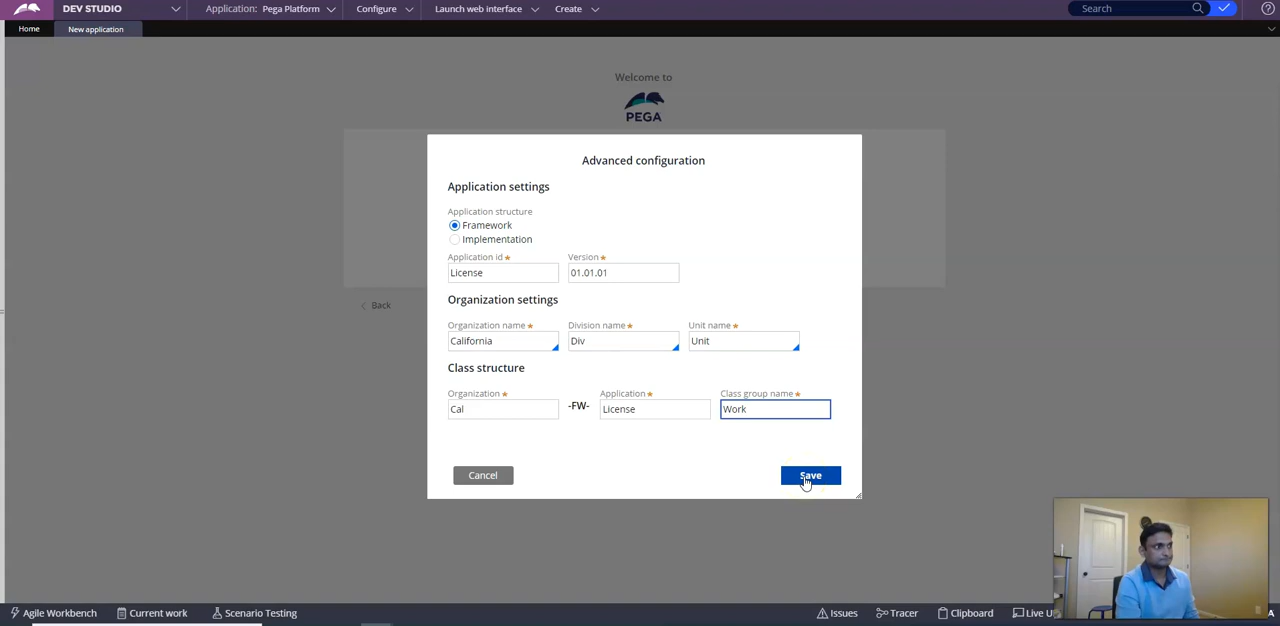 DEV STUDIO Application: Pega Platform Configure Launch web interface Create Search
Home New application
Welcome to
PEGA
Advanced configuration
Application settings
Application structure
Framework
Implementation
Application id★ Version★
License 01.01.01
Organization settings
Organization name★ Division name★ Unit name★
California Div Unit
Class structure
Organization★ Application★ Class group name★
Cal -FW- License Work
Back
Cancel Save
Agile Workbench Current work Scenario Testing Issues Tracer Clipboard Live